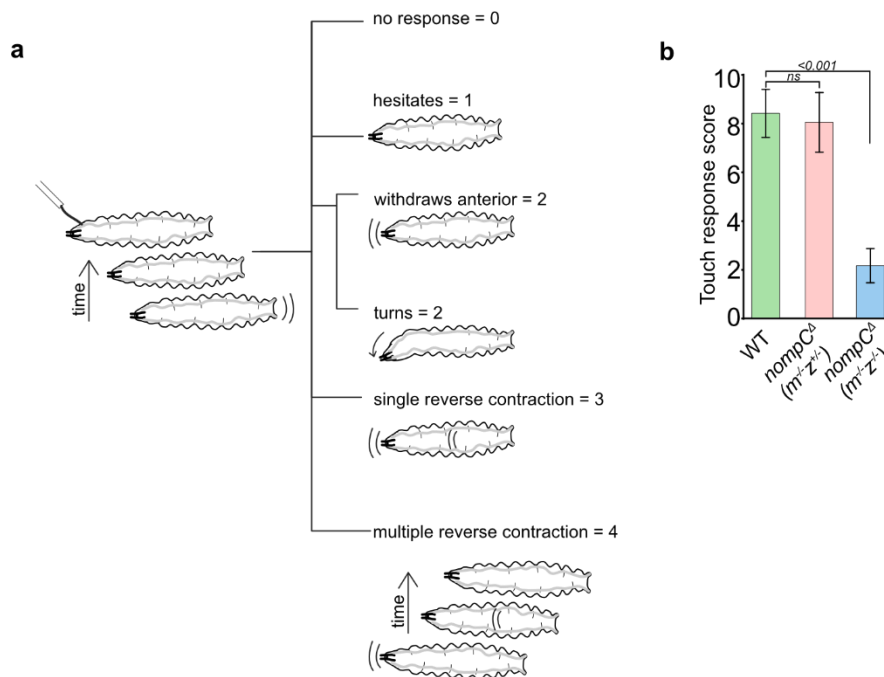 a
no response = 0
hesitates = 1
withdraws anterior = 2
time
turns = 2
single reverse contraction = 3
multiple reverse contraction = 4
time
b
<0.001
ns
Touch response score
10
8
6
4
2
0
WT
nompCΔ
(m-/-z+/-)
nompCΔ
(m-/-z-/-)